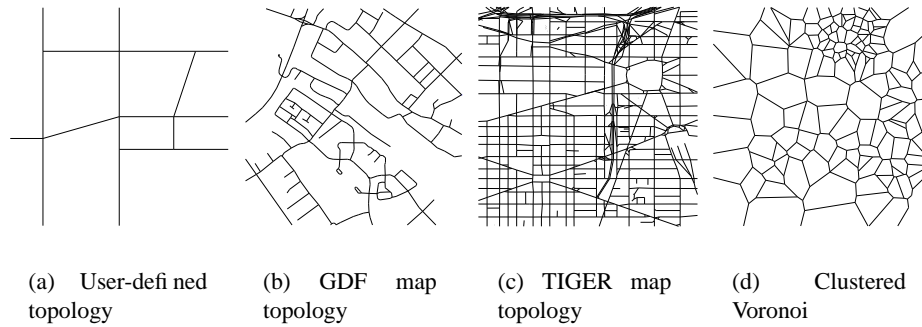 (a) User-defi ned
topology
(b) GDF map
topology
(c) TIGER map
topology
(d) Clustered
Voronoi